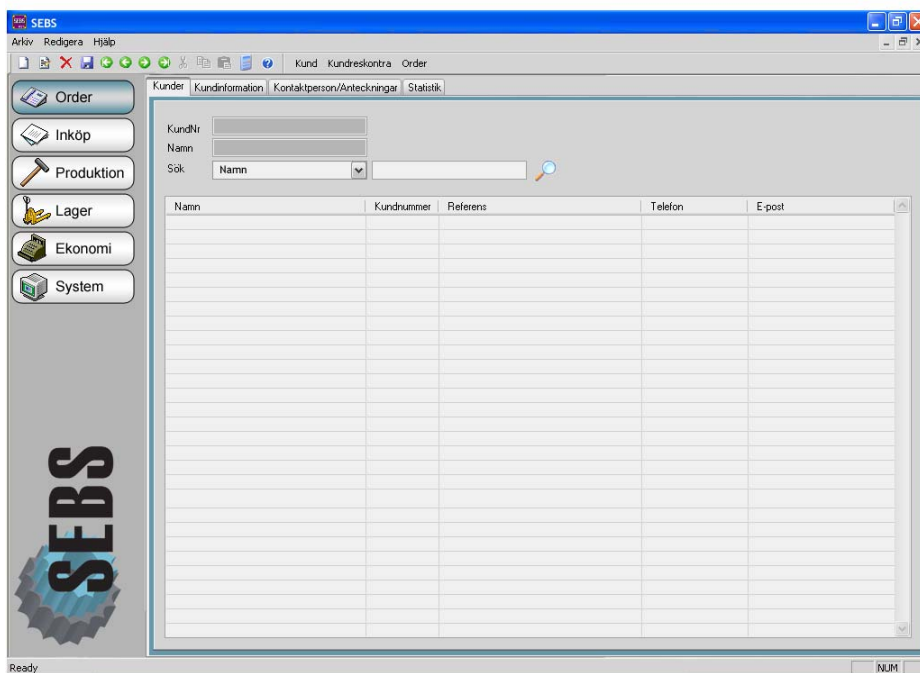 SEBS
Arkiv Redigera Hjälp
Kund Kundreskontra Order
Order
Inköp
Produktion
Lager
Ekonomi
System
SEBS
Kunder Kundinformation Kontaktperson/Anteckningar Statistik
KundNr
Namn
Sök Namn
Namn Kundnummer Referens Telefon E-post
Ready NUM